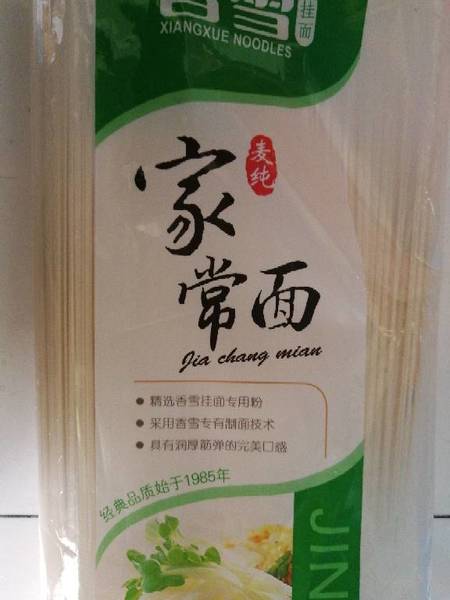 香雪
挂面
XIANGXUE NOODLES
麦纯
家
常面
Jia chang mian
精选香雪挂面专用粉
采用香雪专有制面技术
具有润厚筋弹的完美口感
经典品质始于1985年
JIN